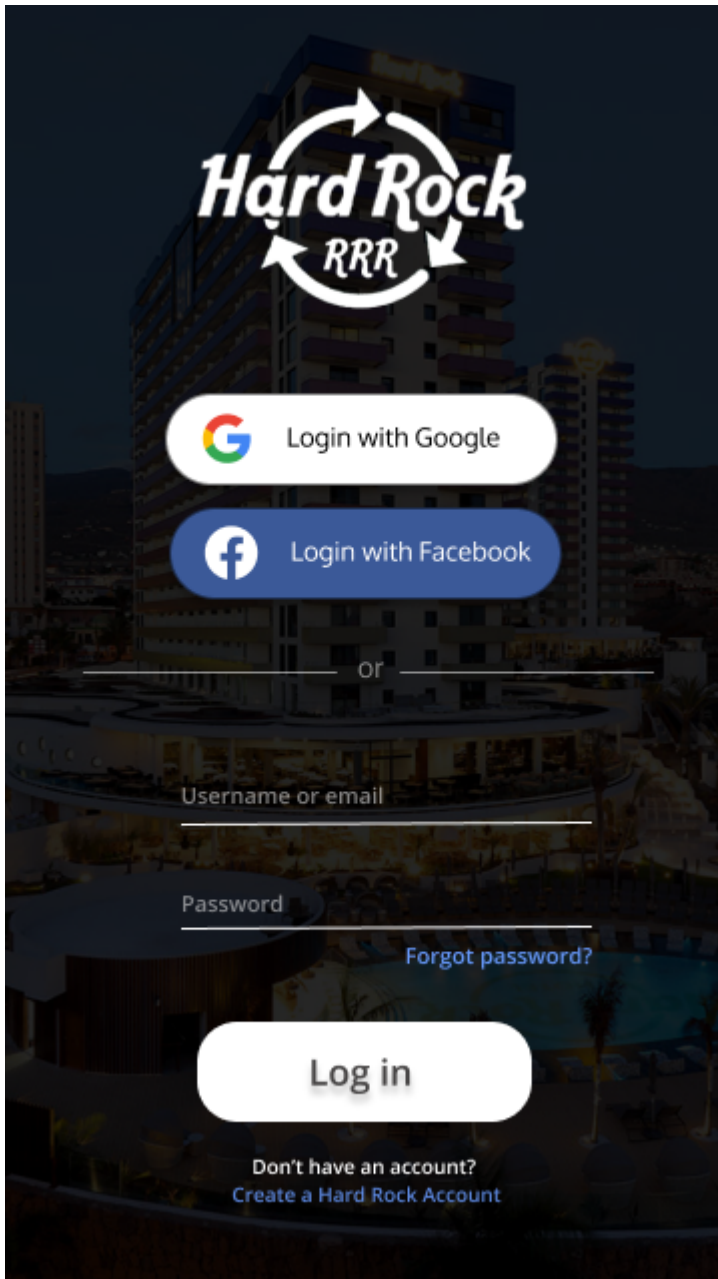 Hard Rock
RRR
Login with Google
Login with Facebook
or
Username or email
Password
Forgot password?
Log in
Don't have an account?
Create a Hard Rock Account